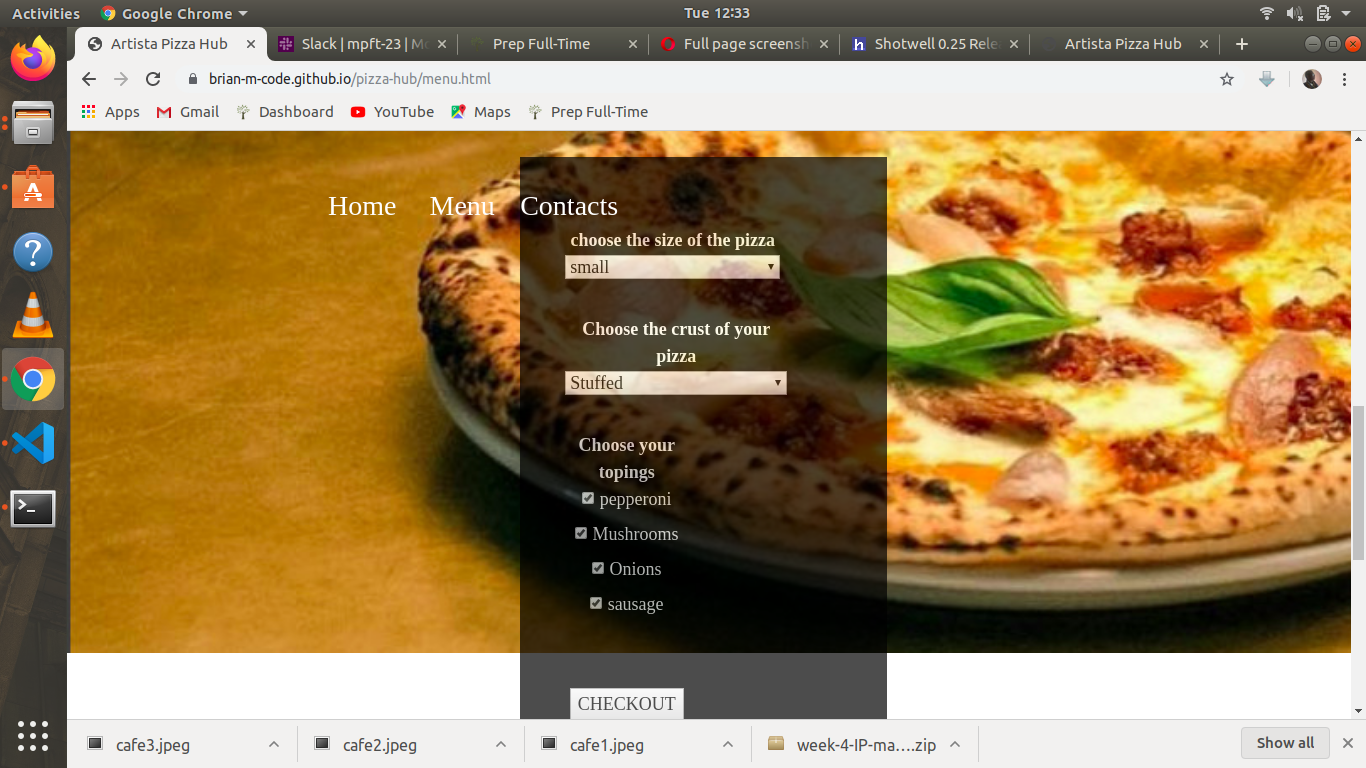 Activities Google Chrome Tue 12:33
Artista Pizza Hub Slack | mpft-23 | Mo Prep Full-Time Full page screensh Shotwell 0.25 Rele Artista Pizza Hub
brian-m-code.github.io/pizza-hub/menu.html
Apps Gmail Dashboard YouTube Maps Prep Full-Time
Home Menu Contacts
choose the size of the pizza
small
Choose the crust of your
pizza
Stuffed
Choose your
topings
pepperoni
Mushrooms
Onions
sausage
CHECKOUT
cafe3.jpeg cafe2.jpeg cafe1.jpeg week-4-IP-ma....zip Show all